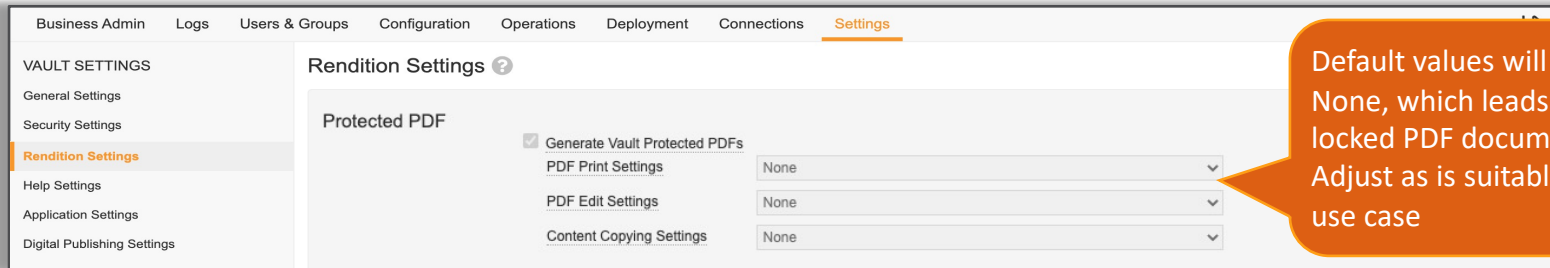 Business Admin Logs Users & Groups Configuration Operations Deployment Connections Settings
VAULT SETTINGS
General Settings
Security Settings
Rendition Settings
Help Settings
Application Settings
Digital Publishing Settings
Rendition Settings ?
Protected PDF
Generate Vault Protected PDFs
PDF Print Settings None
PDF Edit Settings None
Content Copying Settings None
Default values will
None, which leads
locked PDF docum
Adjust as is suitabl
use case